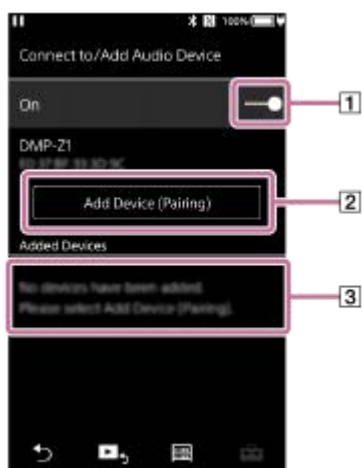 100%
Connect to/Add Audio Device
On
1
DMP-Z1
Add Device (Pairing)
2
Added Devices
No devices have been added.
Please select Add Device (Pairing).
3